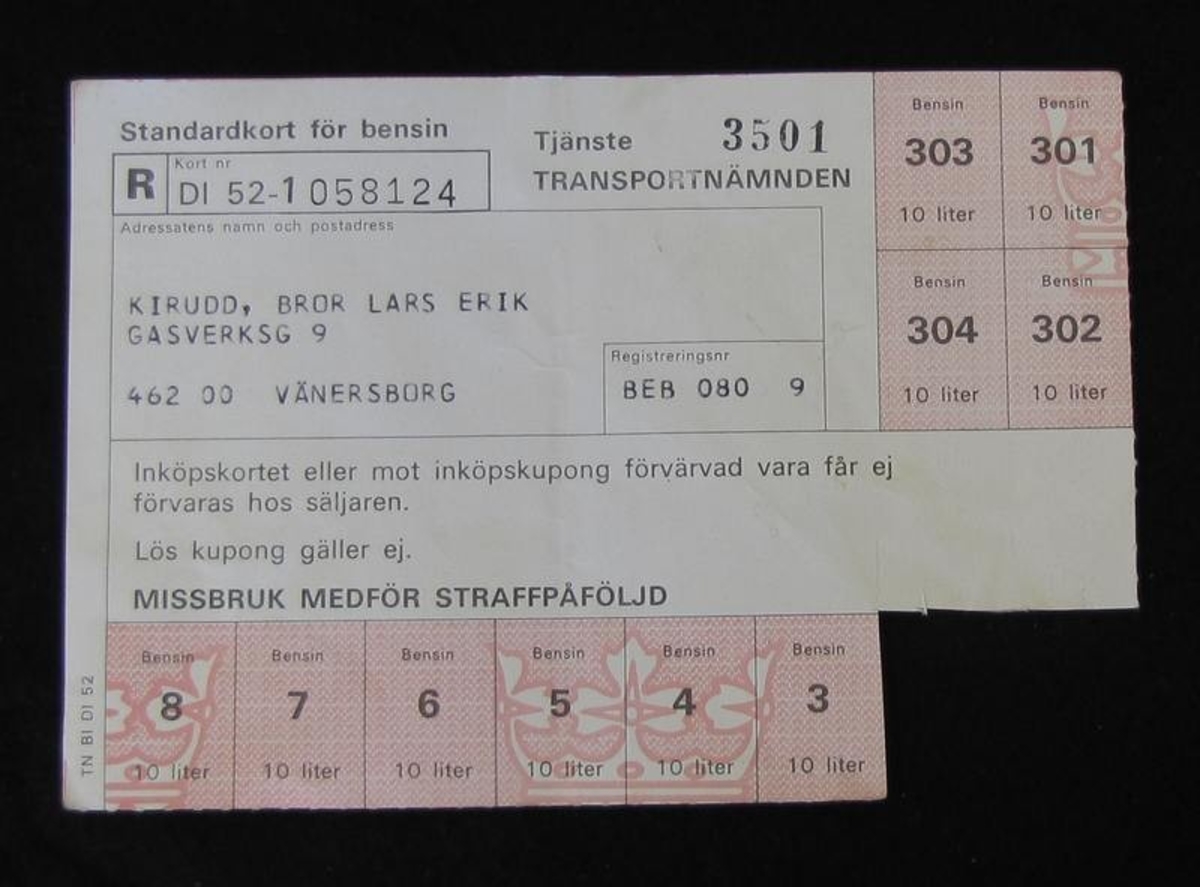 Standardkort för bensin
Tjänste 3501
TRANSPORTNÄMNDEN
R
Kort nr
DI 52-1 058124
Adressatens namn och postadress
KIRUDD, BROR LARS ERIK
GASVERKSG 9
462 00 VÄNERSBORG
Registreringsnr
BEB 080 9
Inköpskortet eller mot inköpskupong förvärvad vara får ej
förvaras hos säljaren.
Lös kupong gäller ej.
MISSBRUK MEDFÖR STRAFFPÅFÖLJD
Bensin
303
10 liter
Bensin
301
10 liter
Bensin
304
10 liter
Bensin
302
10 liter
TN BI DI 52
Bensin
8
10 liter
Bensin
7
10 liter
Bensin
6
10 liter
Bensin
5
10 liter
Bensin
4
10 liter
Bensin
3
10 liter